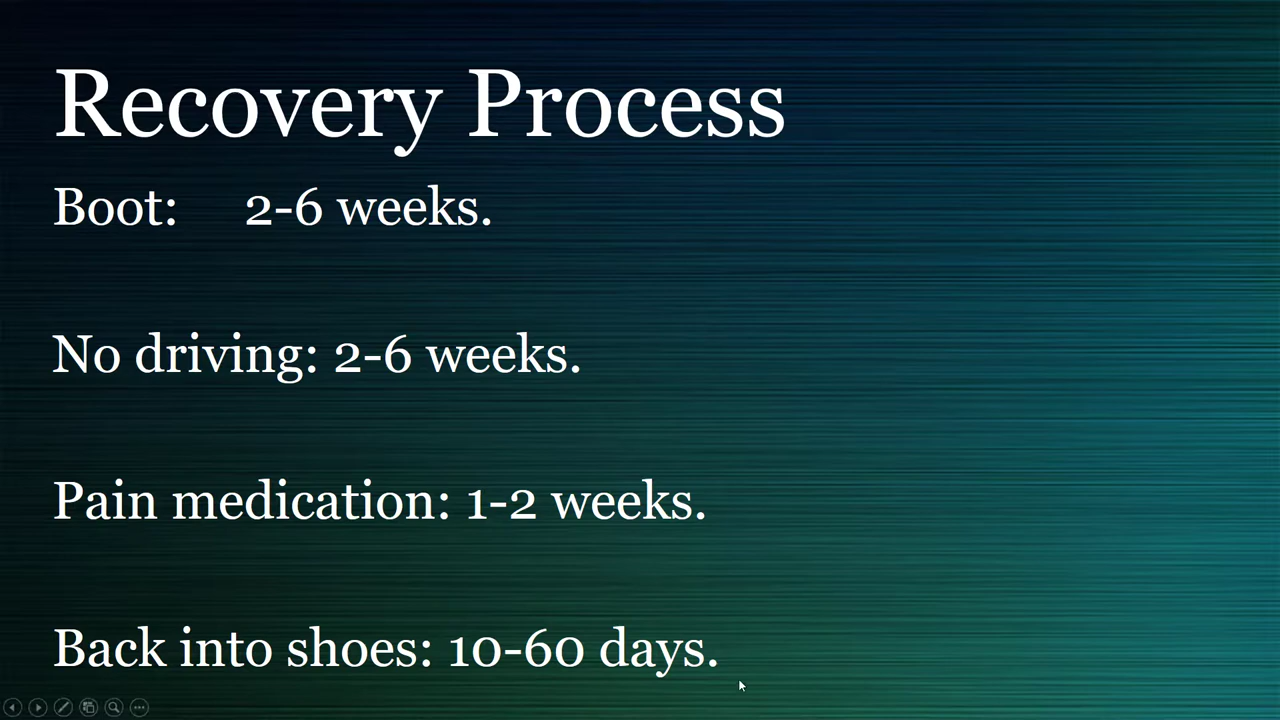 Recovery Process
Boot: 2-6 weeks.
No driving: 2-6 weeks.
Pain medication: 1-2 weeks.
Back into shoes: 10-60 days.